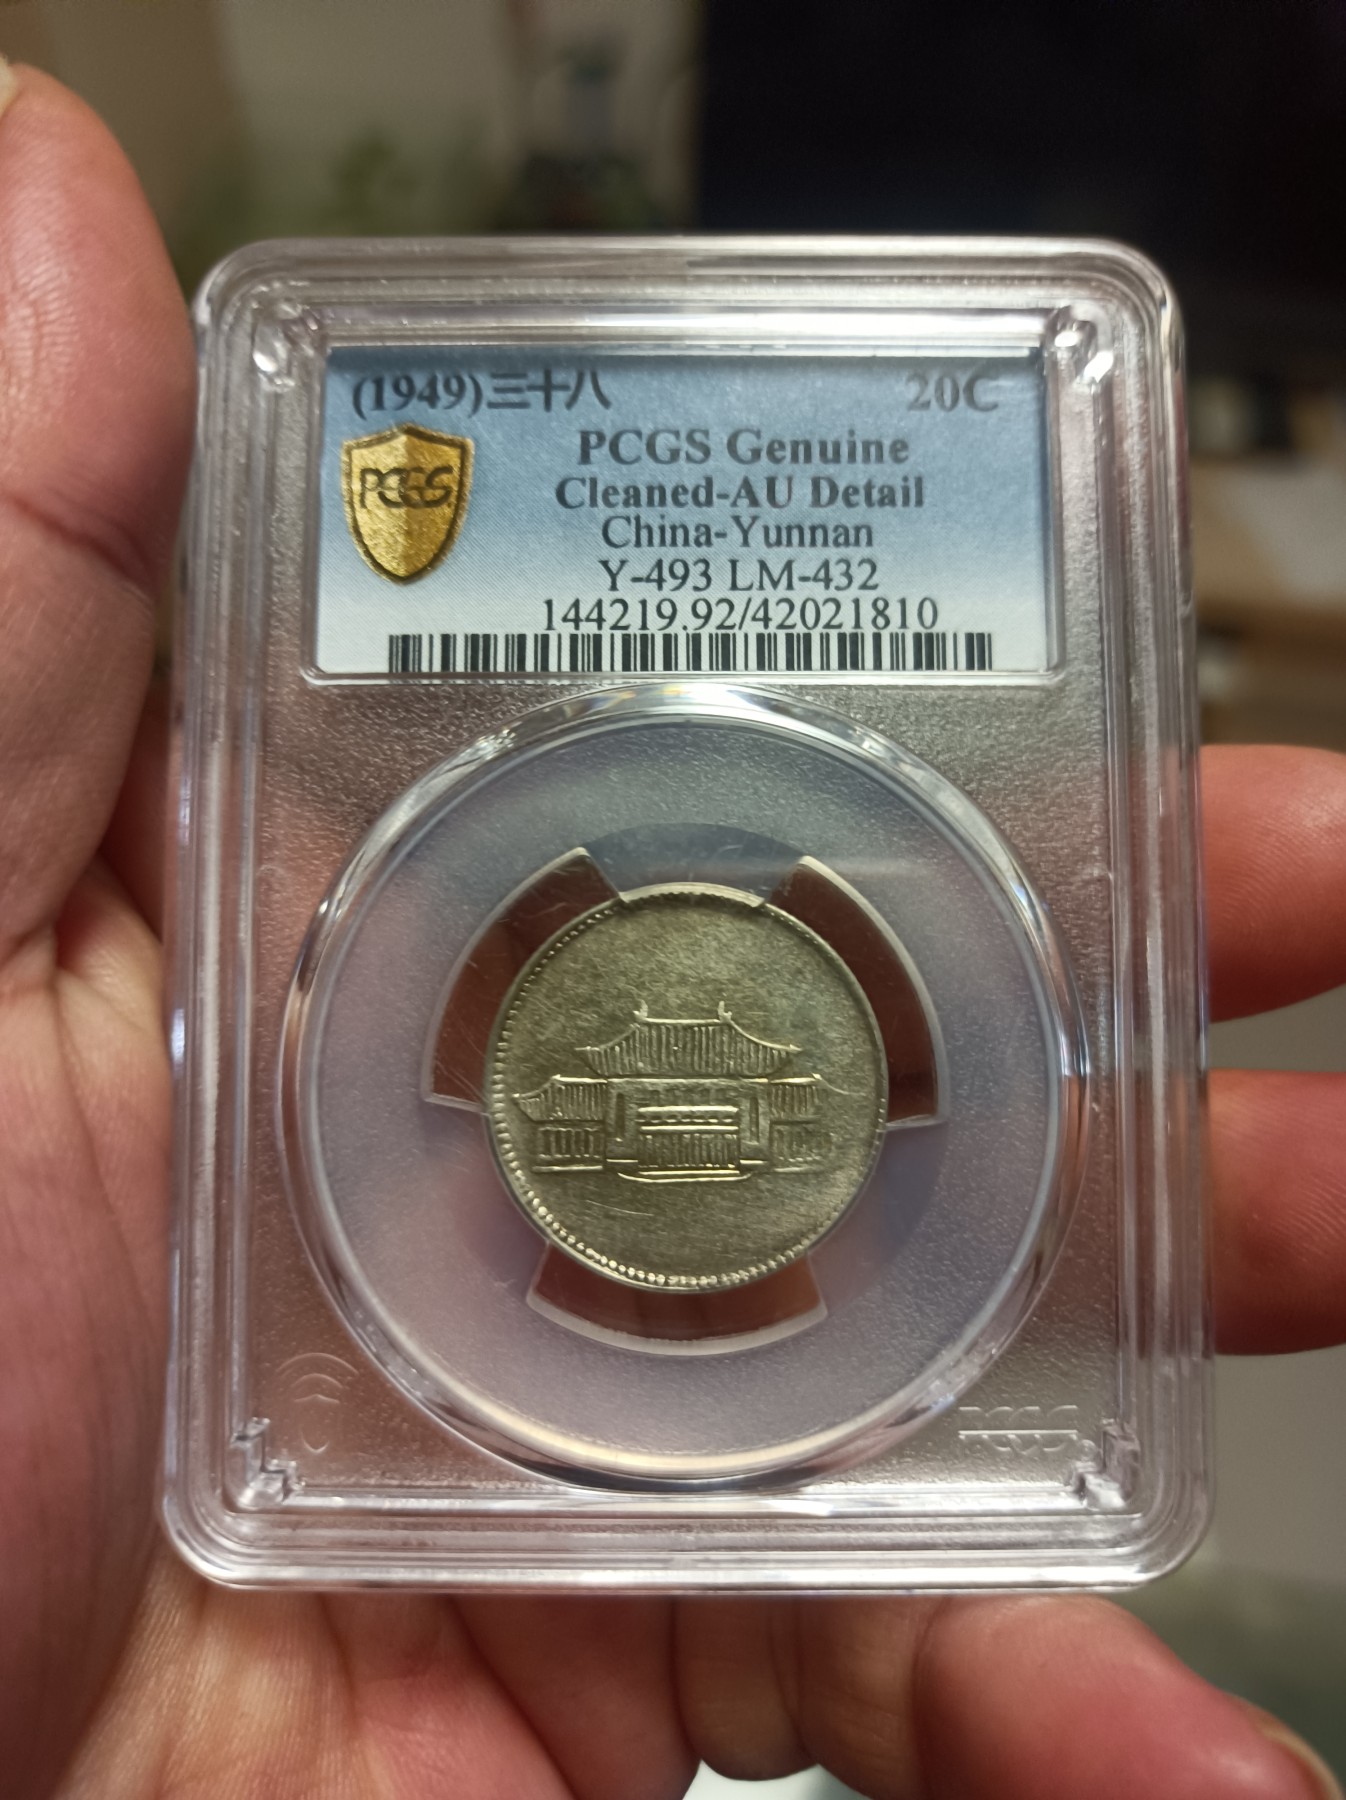 (1949)三十八 20C
PCGS
PCGS Genuine
Cleaned-AU Detail
China-Yunnan
Y-493 LM-432
144219.92/42021810